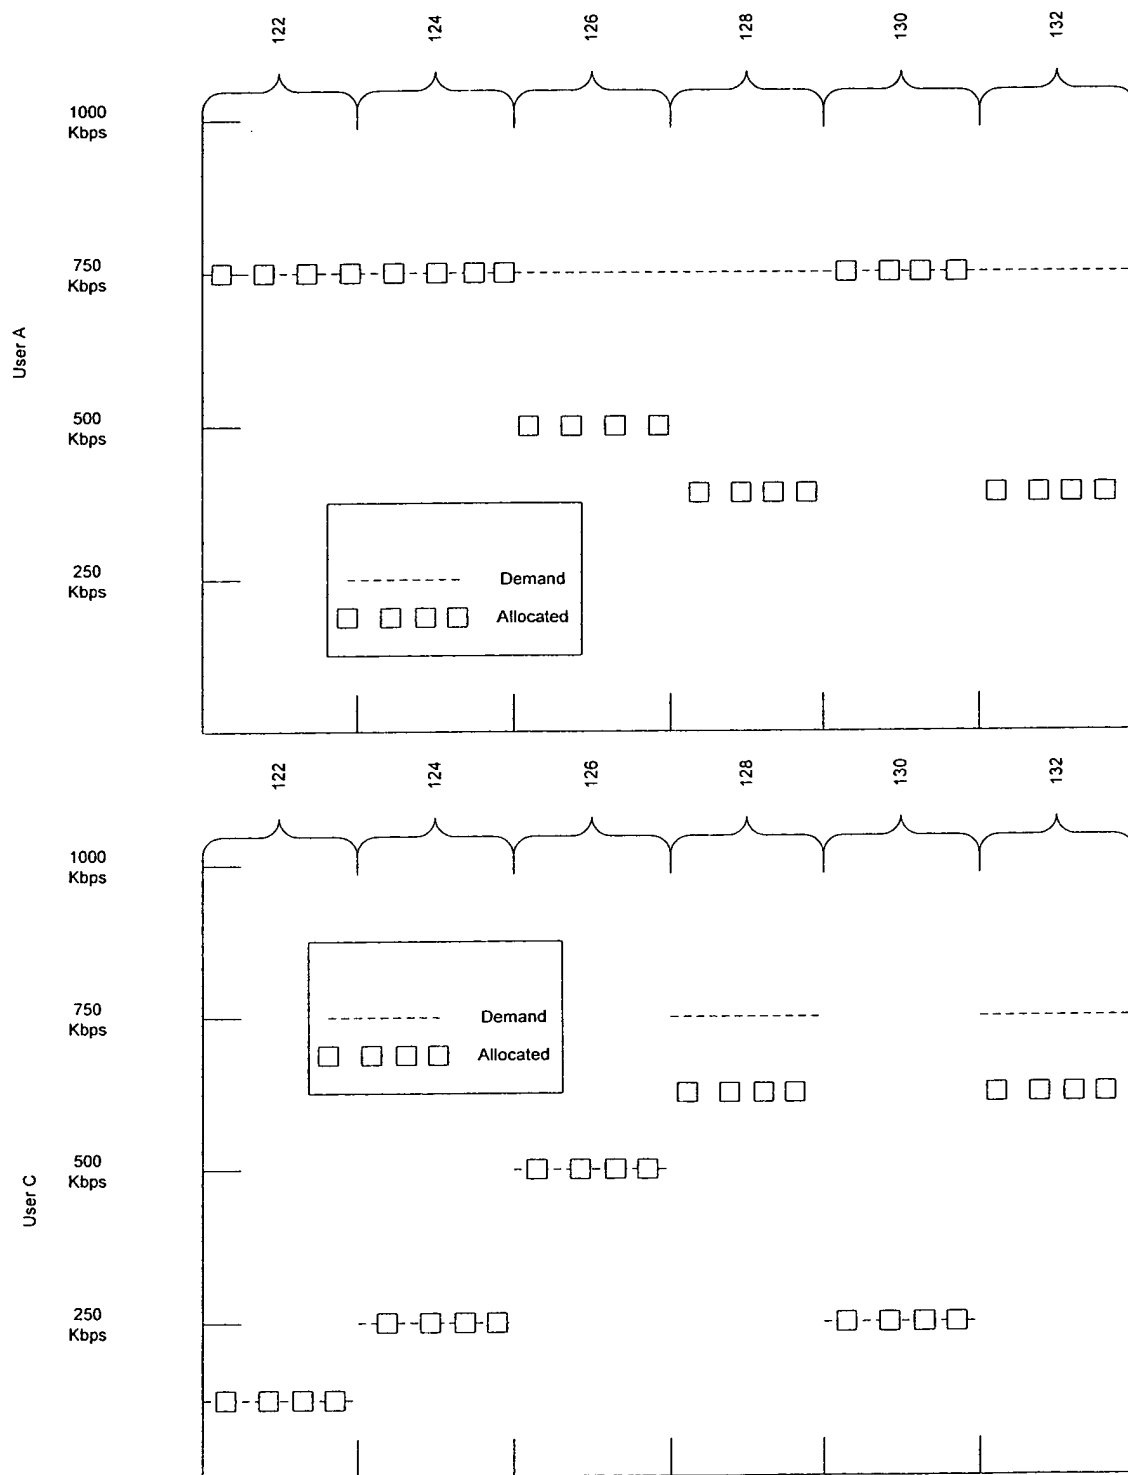 122
124
126
128
130
132
1000
Kbps
750
Kbps
User A
500
Kbps
250
Kbps
Demand
Allocated
122
124
126
128
130
132
1000
Kbps
750
Kbps
Demand
Allocated
500
Kbps
User C
250
Kbps